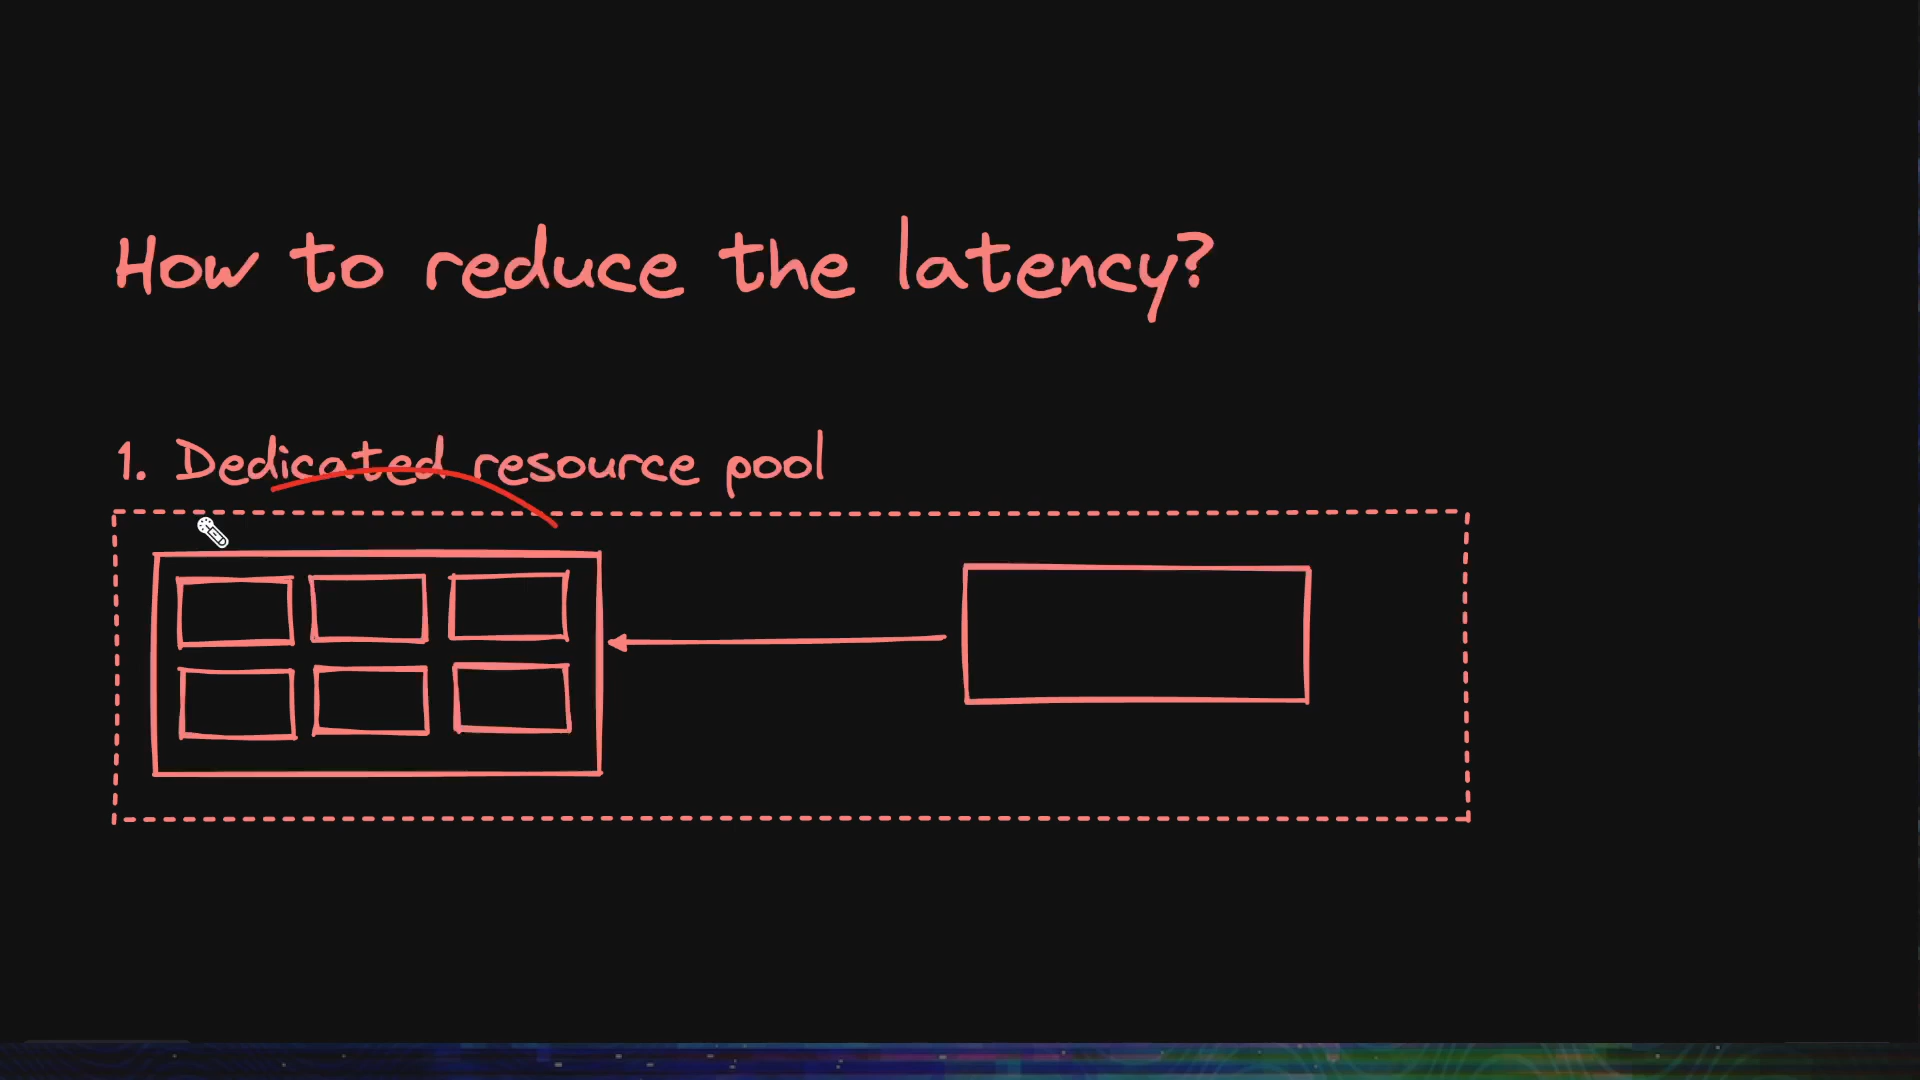 How to reduce the latency?
1. Dedicated resource pool